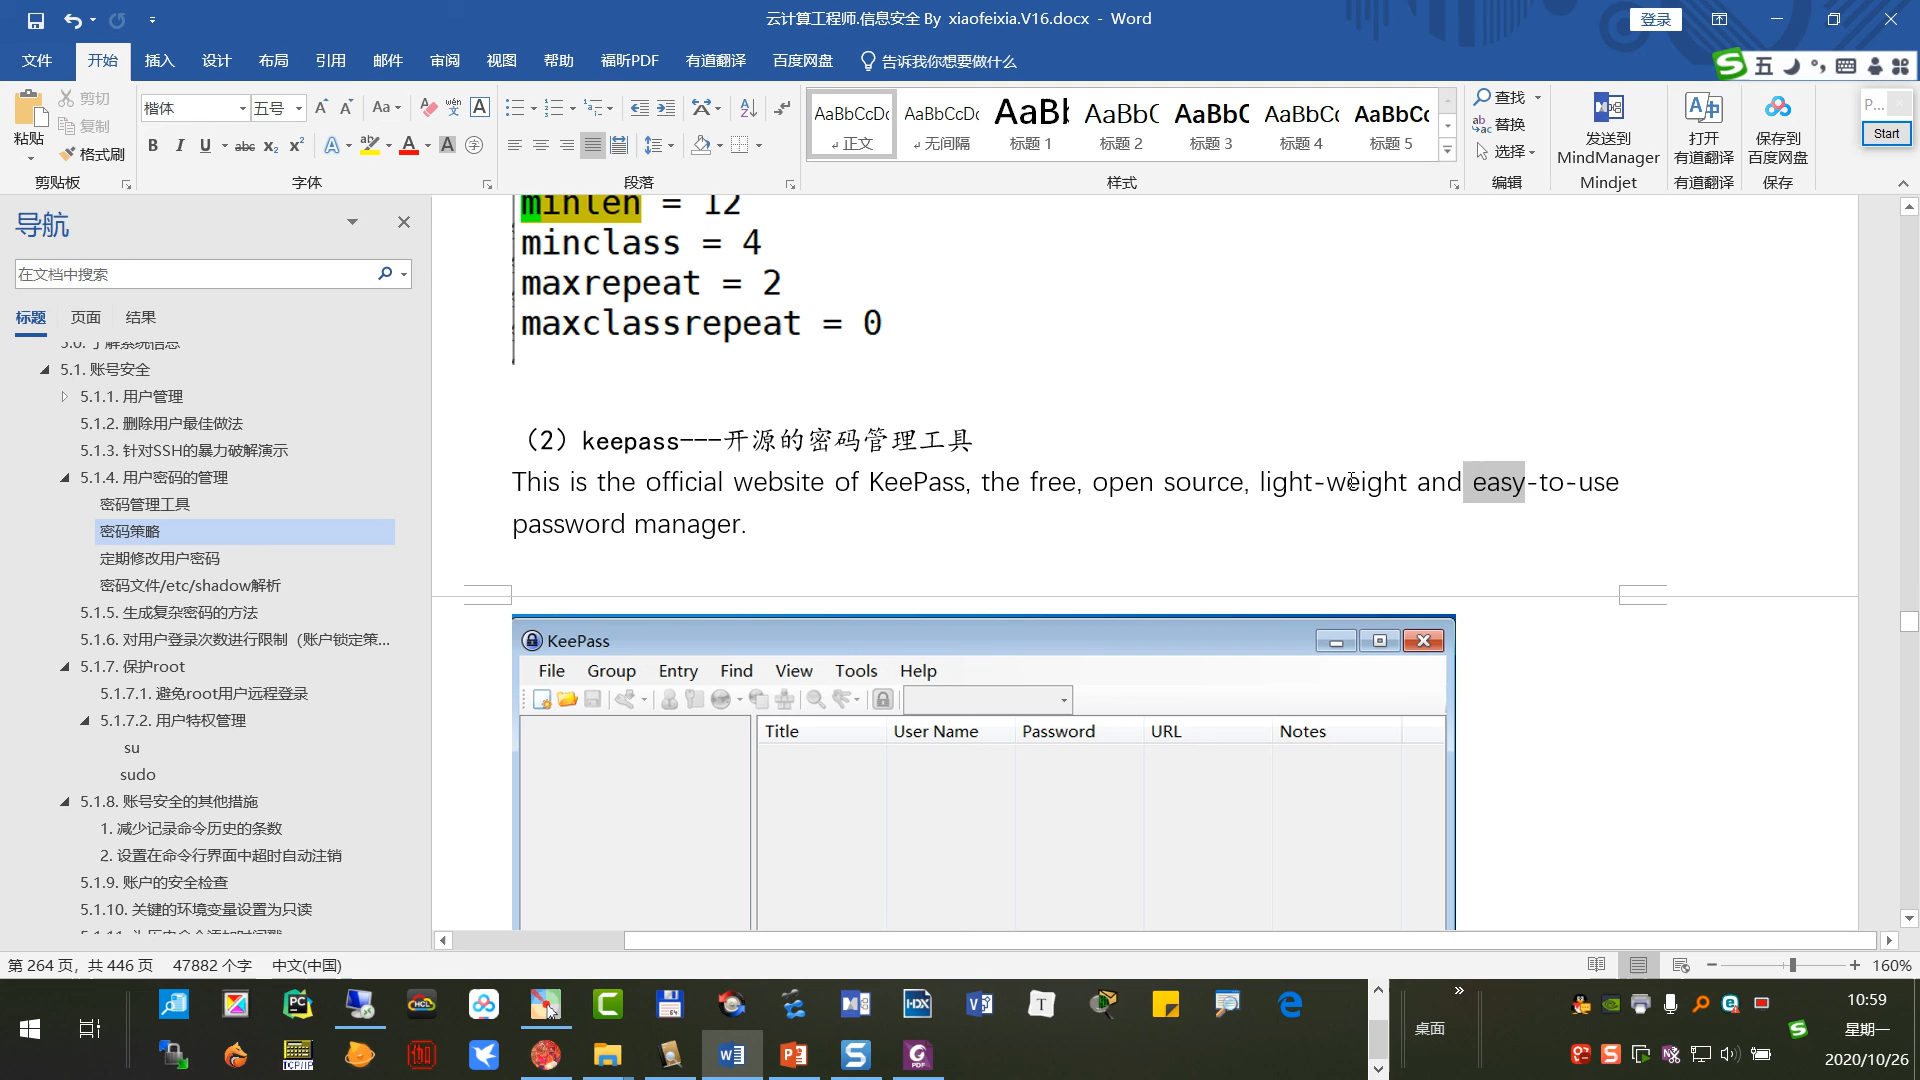 云计算工程师.信息安全 By xiaofeixia.V16.docx - Word
登录
文件 开始 插入 设计 布局 引用 邮件 审阅 视图 帮助 福昕PDF 有道翻译 百度网盘 告诉我你想要做什么
五
粘贴
剪切
复制
格式刷
剪贴板
楷体 五号
字体
段落
AaBbCcDc AaBbCcDc AaBb AaBbC AaBbC AaBbCc AaBbCc
正文 无间隔 标题 1 标题 2 标题 3 标题 4 标题 5
样式
查找
替换
选择
编辑
发送到
MindManager
Mindjet
打开
有道翻译
有道翻译
保存到
百度网盘
保存
P...
Start
导航
在文档中搜索
标题 页面 结果
5.0. 了解系统信息
5.1. 账号安全
5.1.1. 用户管理
5.1.2. 删除用户最佳做法
5.1.3. 针对SSH的暴力破解演示
5.1.4. 用户密码的管理
密码管理工具
密码策略
定期修改用户密码
密码文件/etc/shadow解析
5.1.5. 生成复杂密码的方法
5.1.6. 对用户登录次数进行限制（账户锁定策...
5.1.7. 保护root
5.1.7.1. 避免root用户远程登录
5.1.7.2. 用户特权管理
su
sudo
5.1.8. 账号安全的其他措施
1. 减少记录命令历史的条数
2. 设置在命令行界面中超时自动注销
5.1.9. 账户的安全检查
5.1.10. 关键的环境变量设置为只读
minlen = 12
minclass = 4
maxrepeat = 2
maxclassrepeat = 0
（2）keepass---开源的密码管理工具
This is the official website of KeePass, the free, open source, light-weight and easy-to-use
password manager.
KeePass
File Group Entry Find View Tools Help
Title User Name Password URL Notes
第 264 页，共 446 页 47882 个字 中文(中国)
160%
桌面
10:59
星期一
2020/10/26